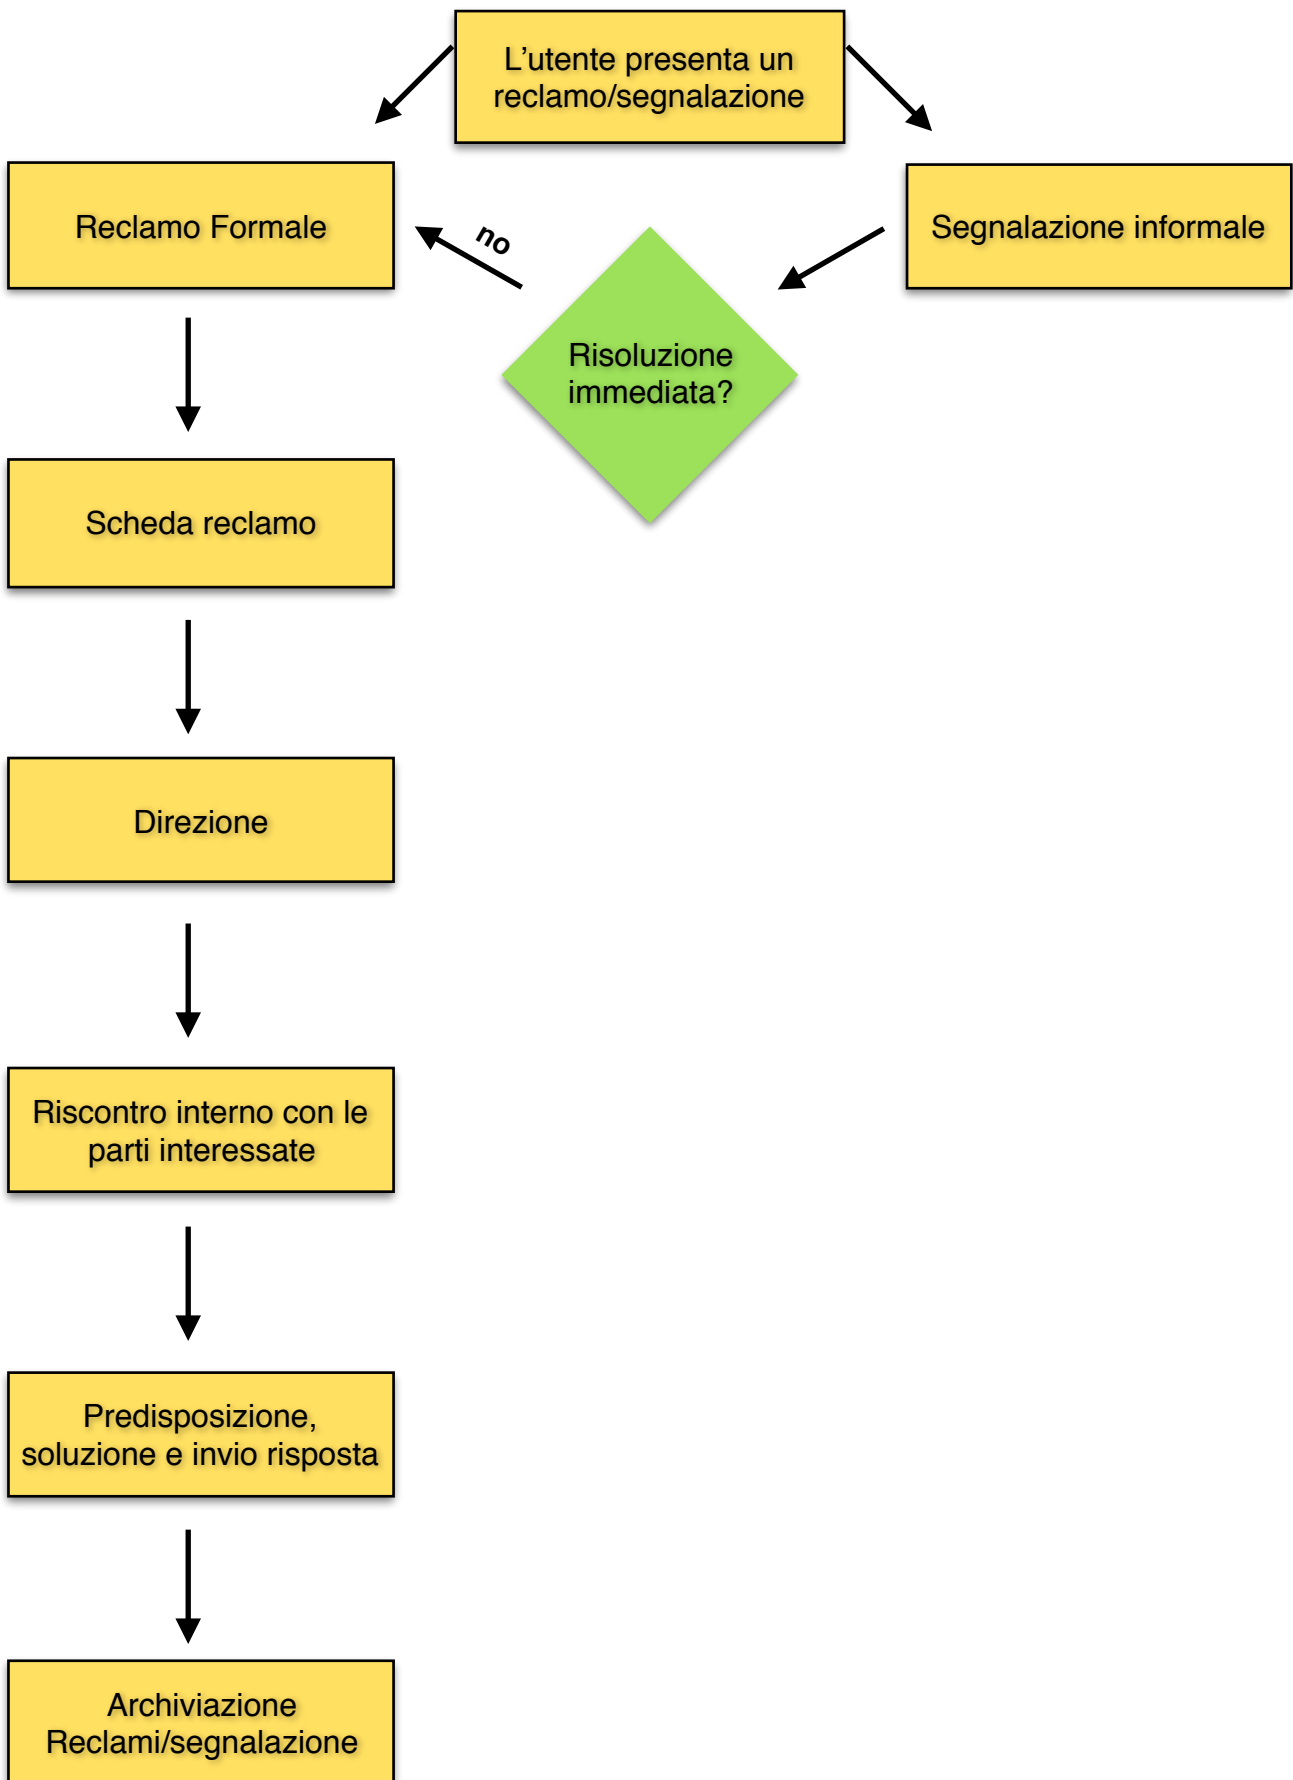 L’utente presenta un
reclamo/segnalazione
Reclamo Formale
no
Segnalazione informale
Risoluzione
immediata?
Scheda reclamo
Direzione
Riscontro interno con le
parti interessate
Predisposizione,
soluzione e invio risposta
Archiviazione
Reclami/segnalazione